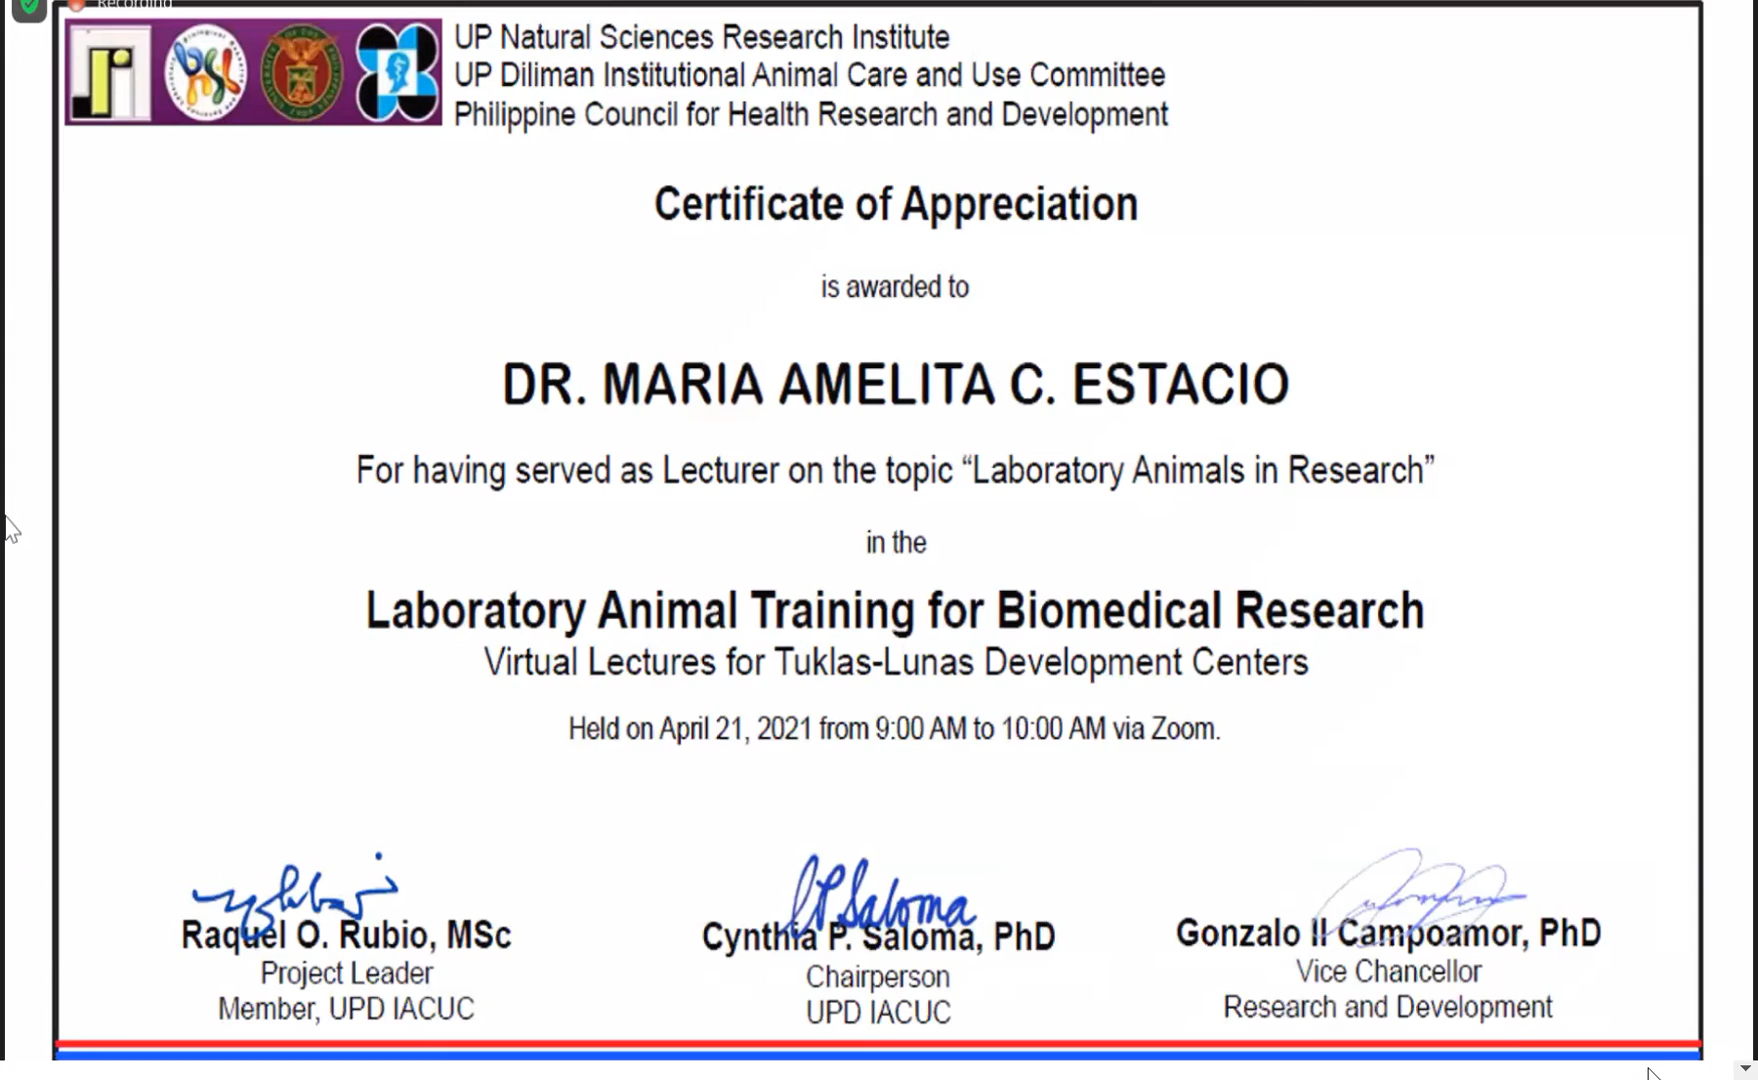 Recording
UP Natural Sciences Research Institute
UP Diliman Institutional Animal Care and Use Committee
Philippine Council for Health Research and Development
Certificate of Appreciation
is awarded to
DR. MARIA AMELITA C. ESTACIO
For having served as Lecturer on the topic “Laboratory Animals in Research”
in the
Laboratory Animal Training for Biomedical Research
Virtual Lectures for Tuklas-Lunas Development Centers
Held on April 21, 2021 from 9:00 AM to 10:00 AM via Zoom.
CP Saloma
Raquel O. Rubio, MSc
Project Leader
Member, UPD IACUC
Cynthia P. Saloma, PhD
Chairperson
UPD IACUC
Gonzalo II Campoamor, PhD
Vice Chancellor
Research and Development